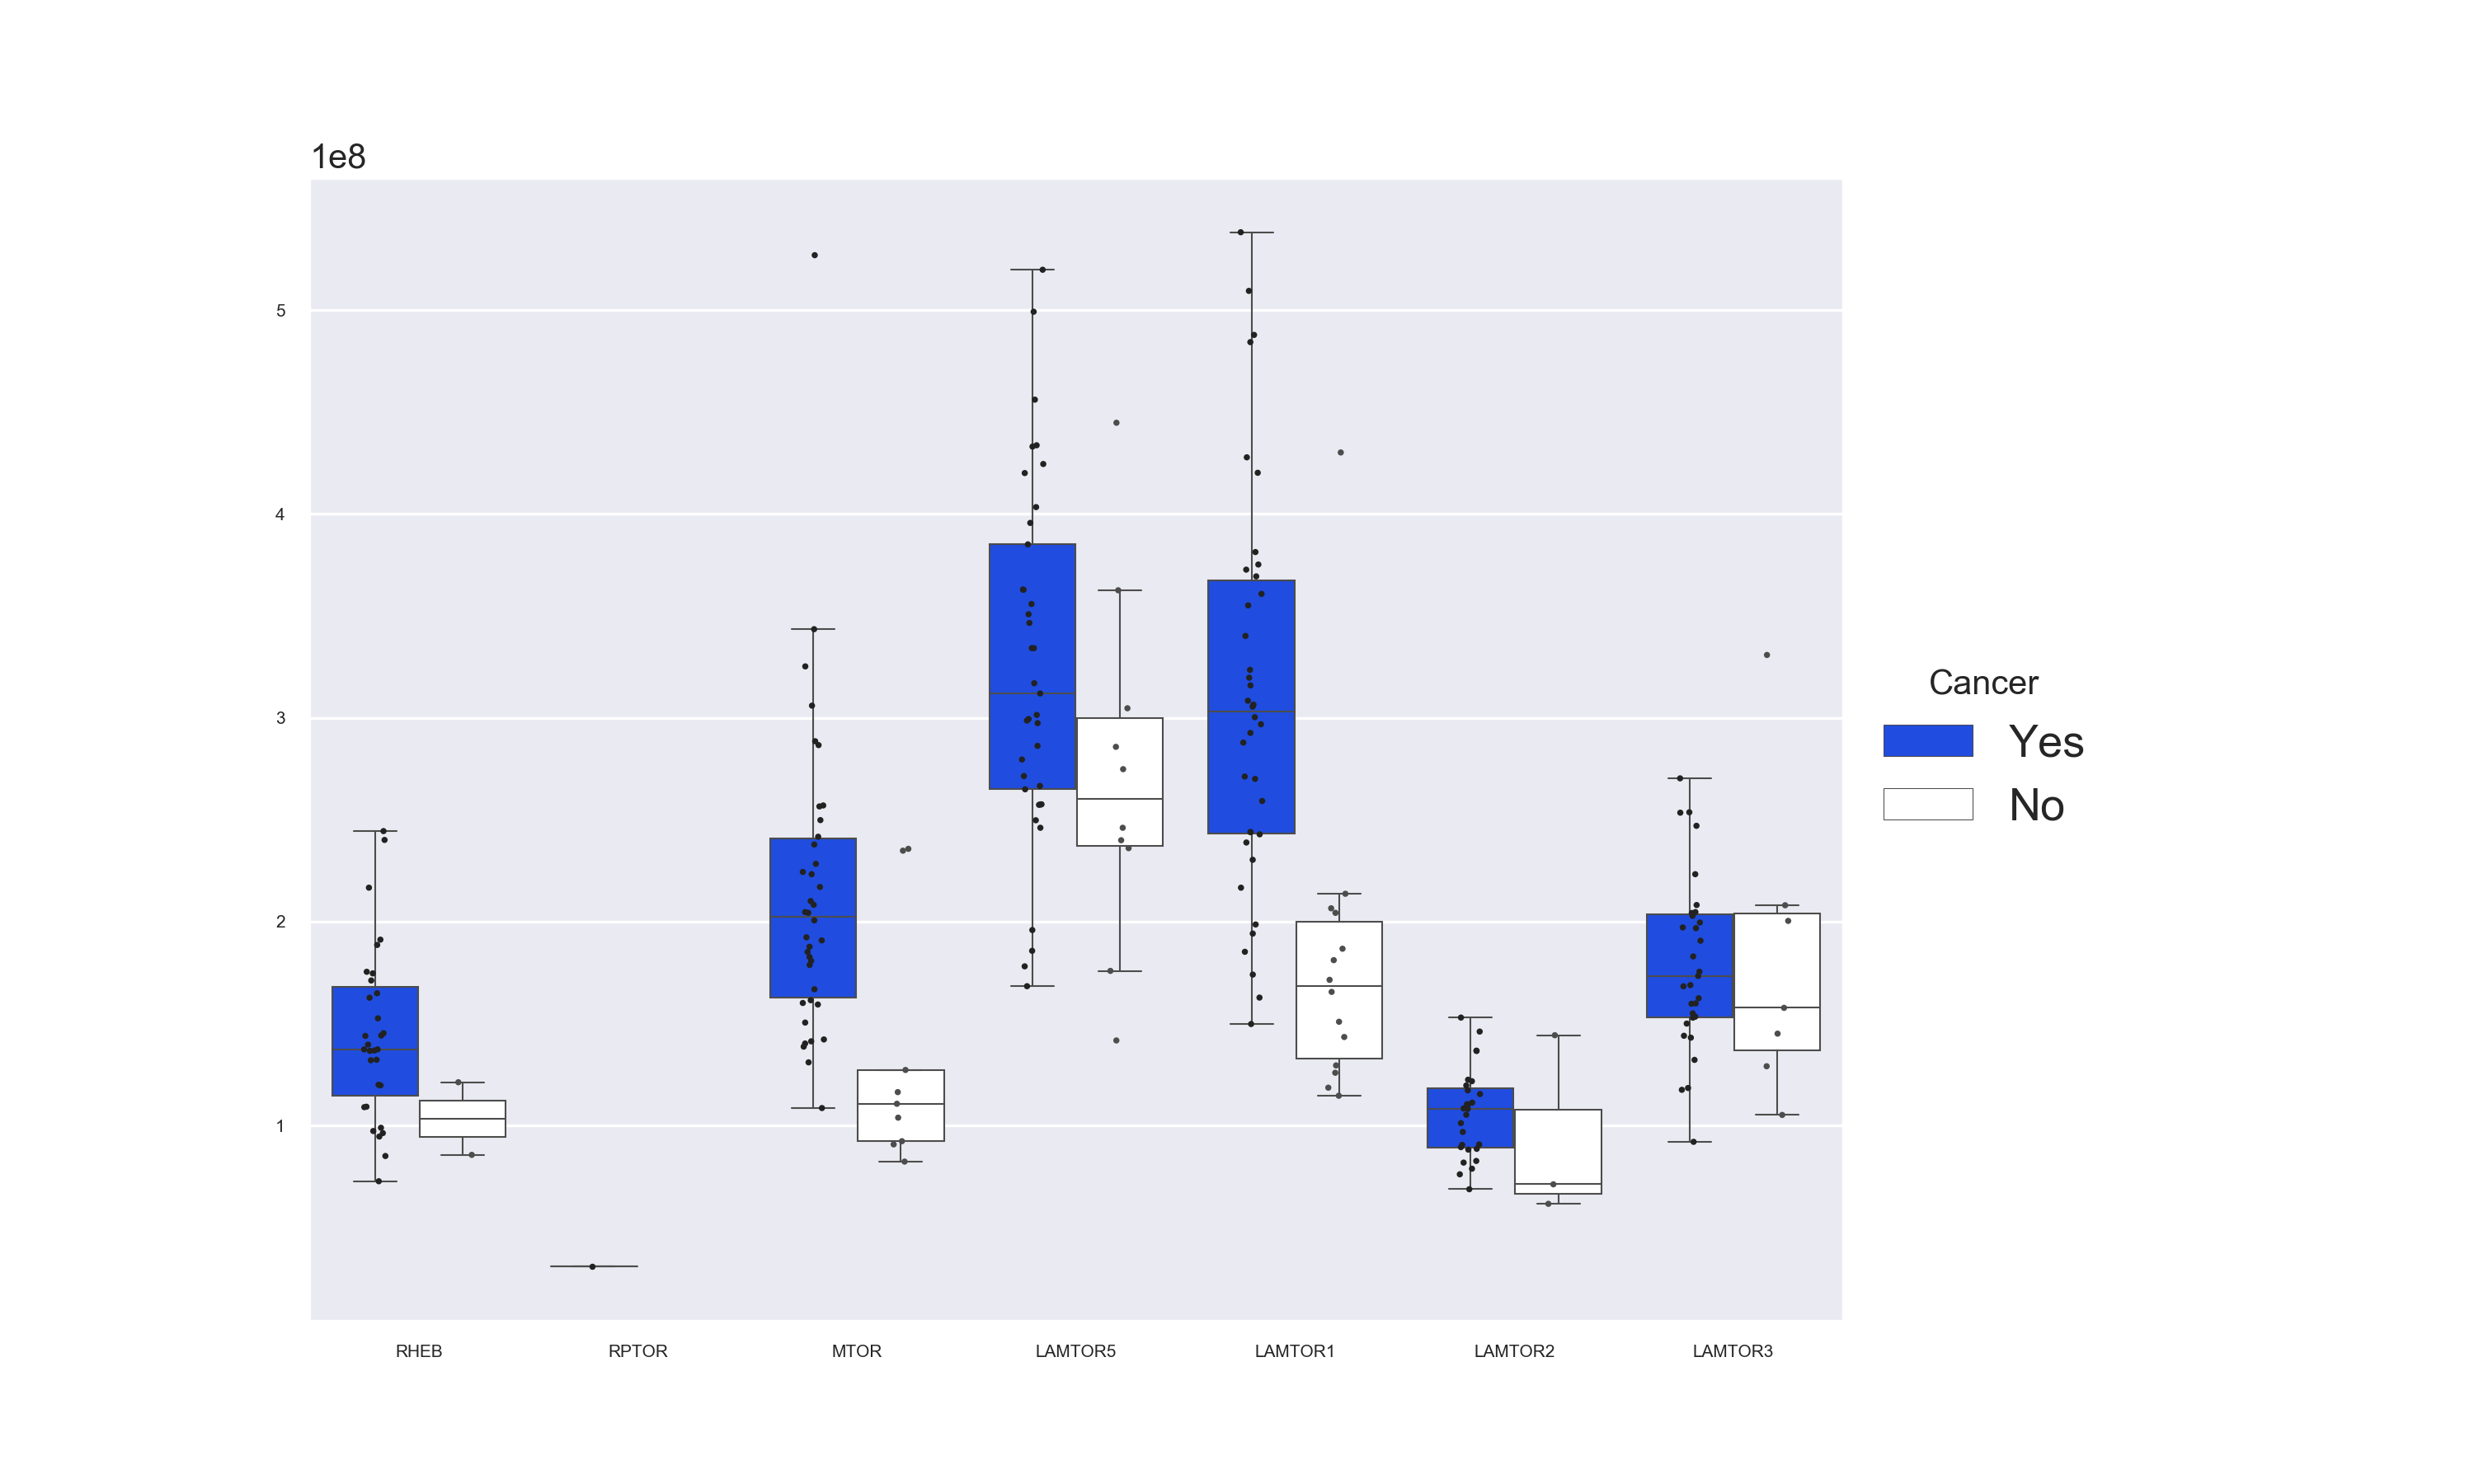 1e8
5
4
3
2
1
RHEB RPTOR MTOR LAMTOR5 LAMTOR1 LAMTOR2 LAMTOR3
Cancer
Yes
No